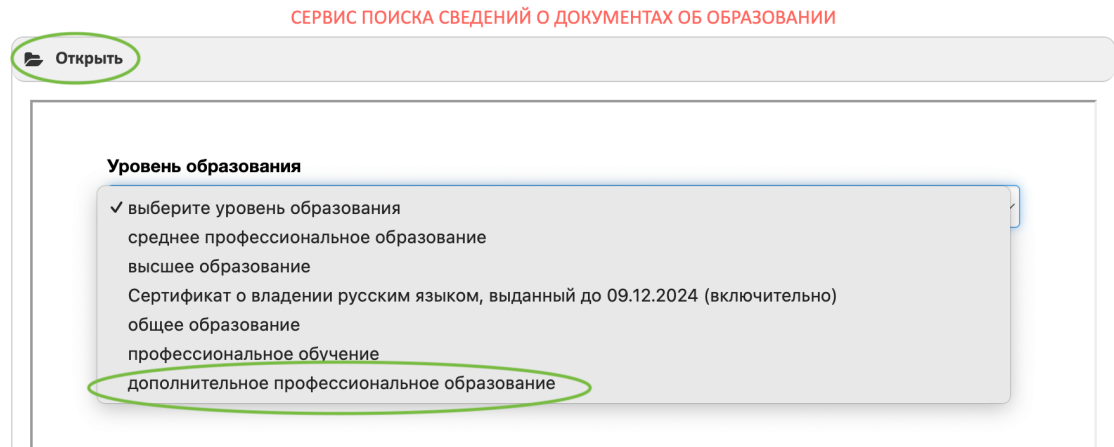 СЕРВИС ПОИСКА СВЕДЕНИЙ О ДОКУМЕНТАХ ОБ ОБРАЗОВАНИИ
Открыть
Уровень образования
✓ выберите уровень образования
среднее профессиональное образование
высшее образование
Сертификат о владении русским языком, выданный до 09.12.2024 (включительно)
общее образование
профессиональное обучение
дополнительное профессиональное образование